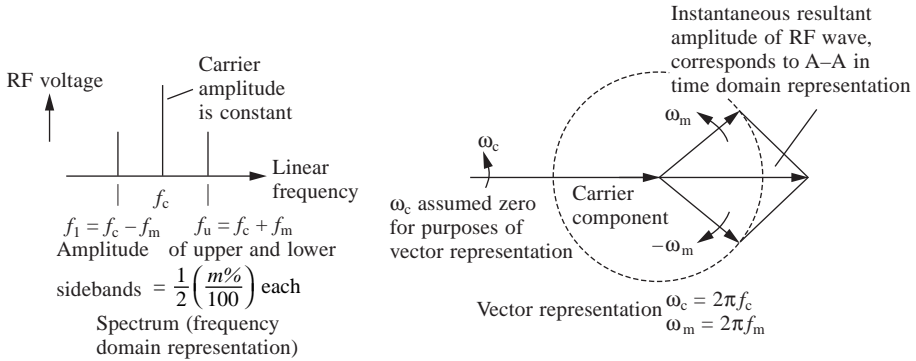 RF voltage
Carrier
amplitude
is constant
Linear
frequency
f_c
f_1 = f_c − f_m
f_u = f_c + f_m
Amplitude of upper and lower
sidebands = 1/2 (m%/100) each
Spectrum (frequency
domain representation)
Instantaneous resultant
amplitude of RF wave,
corresponds to A–A in
time domain representation
ω_m
ω_c
Carrier
component
ω_c assumed zero
for purposes of
vector representation
−ω_m
Vector representation
ω_c = 2πf_c
ω_m = 2πf_m